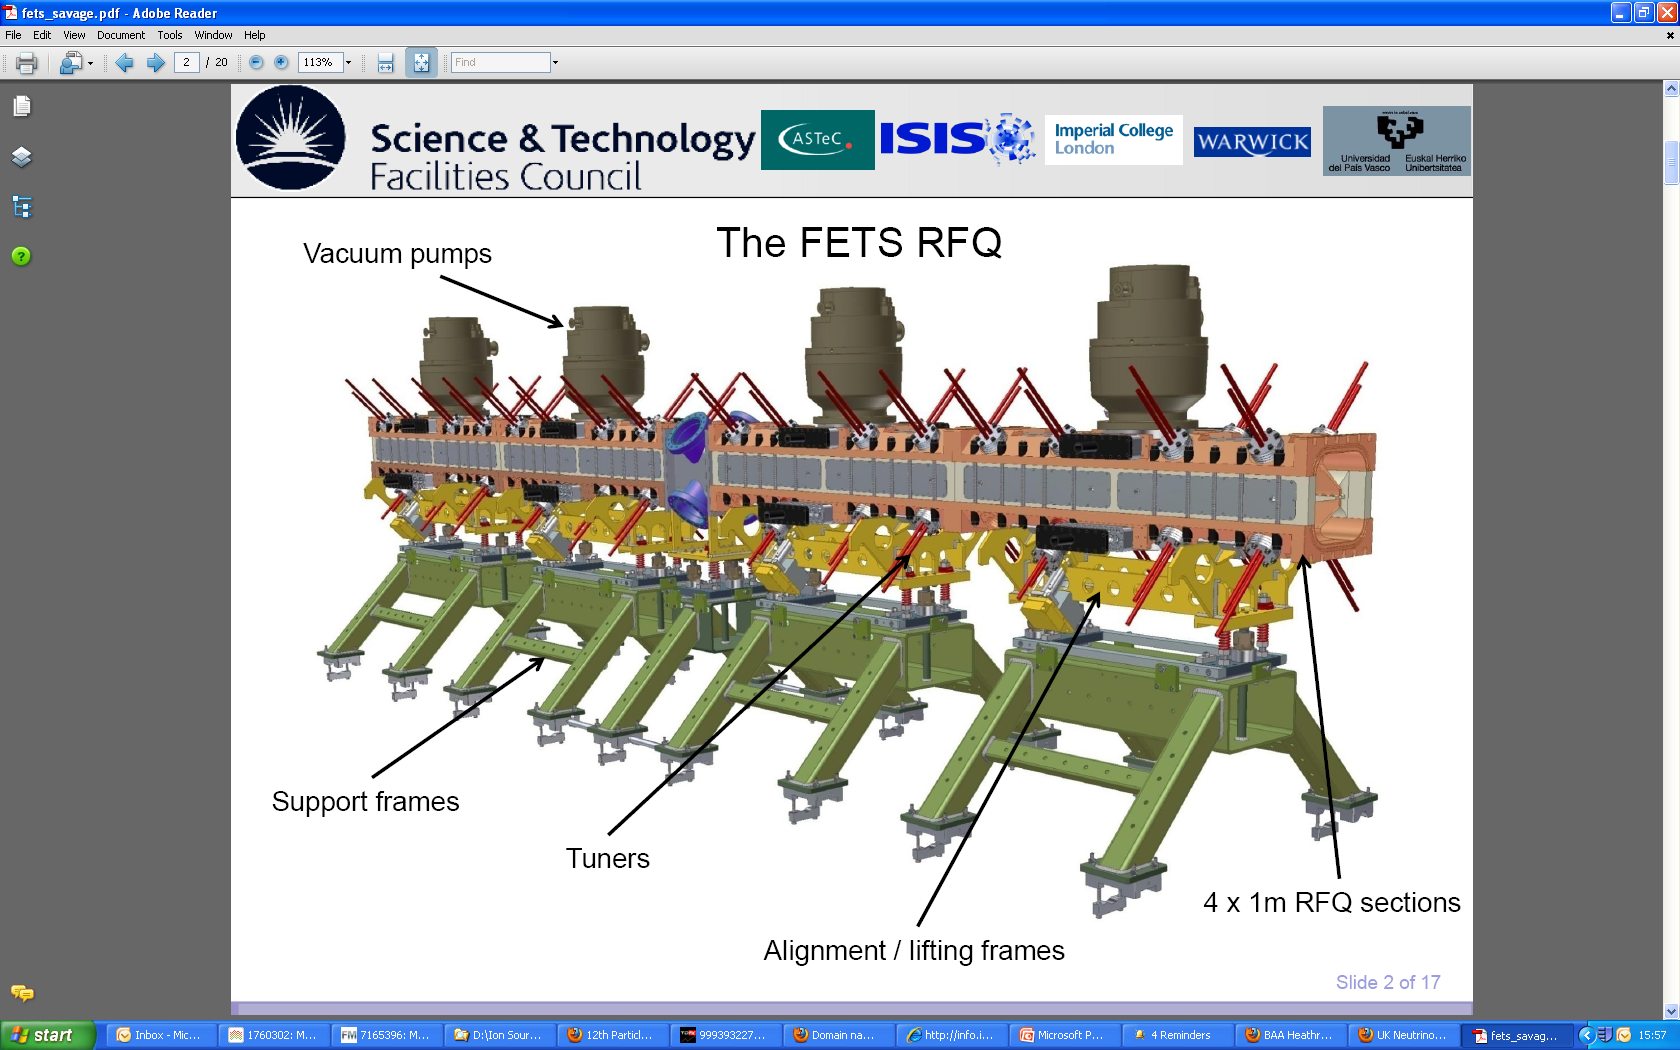 fets_savage.pdf - Adobe Reader
File Edit View Document Tools Window Help
2 / 20 113% Find
Science & Technology
Facilities Council
ASTeC
ISIS
Imperial College
London
WARWICK
Universidad
del País Vasco
Euskal Herriko
Unibertsitatea
The FETS RFQ
Vacuum pumps
Support frames
Tuners
4 x 1m RFQ sections
Alignment / lifting frames
Slide 2 of 17
start
Inbox - Mic...
1760302: M...
FM 7165396: M...
D:\Ion Sour...
12th Particl...
999393227...
Domain na...
http://info.i...
Microsoft P...
4 Reminders
BAA Heathr...
UK Neutrino...
fets_savag...
15:57